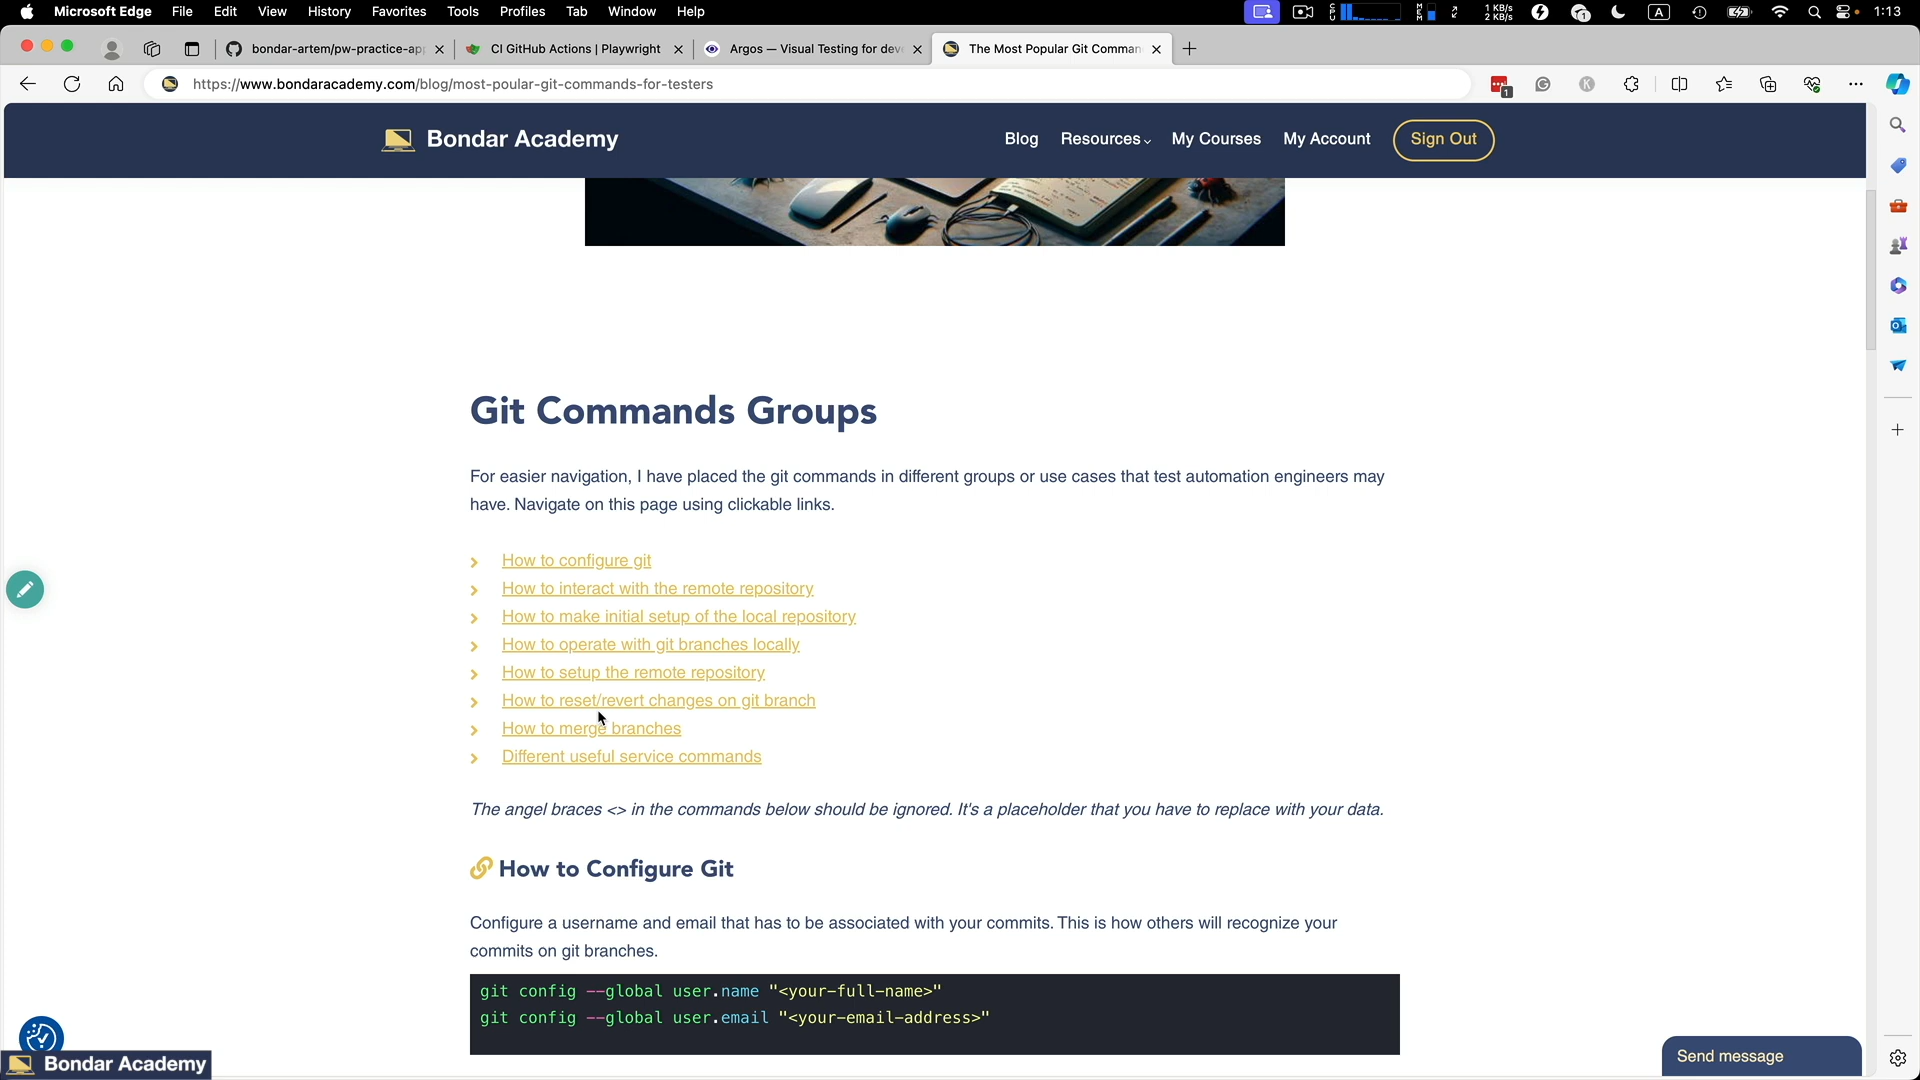 Microsoft Edge File Edit View History Favorites Tools Profiles Tab Window Help
1 KB/s
2 KB/s
A
1:13
bondar-artem/pw-practice-app
CI GitHub Actions | Playwright
Argos — Visual Testing for dev
The Most Popular Git Comman
https://www.bondaracademy.com/blog/most-poular-git-commands-for-testers
1
Bondar Academy
Blog Resources My Courses My Account Sign Out
Git Commands Groups
For easier navigation, I have placed the git commands in different groups or use cases that test automation engineers may
have. Navigate on this page using clickable links.
How to configure git
How to interact with the remote repository
How to make initial setup of the local repository
How to operate with git branches locally
How to setup the remote repository
How to reset/revert changes on git branch
How to merge branches
Different useful service commands
The angel braces <> in the commands below should be ignored. It's a placeholder that you have to replace with your data.
How to Configure Git
Configure a username and email that has to be associated with your commits. This is how others will recognize your
commits on git branches.
git config --global user.name "<your-full-name>"
git config --global user.email "<your-email-address>"
Bondar Academy
Send message